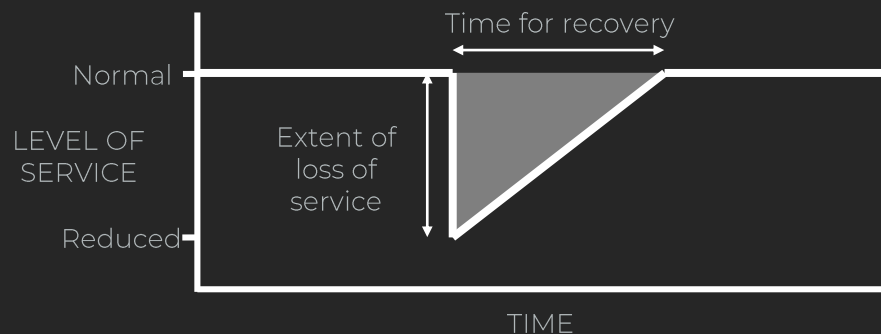 Time for recovery
Normal
LEVEL OF
SERVICE
Extent of
loss of
service
Reduced
TIME